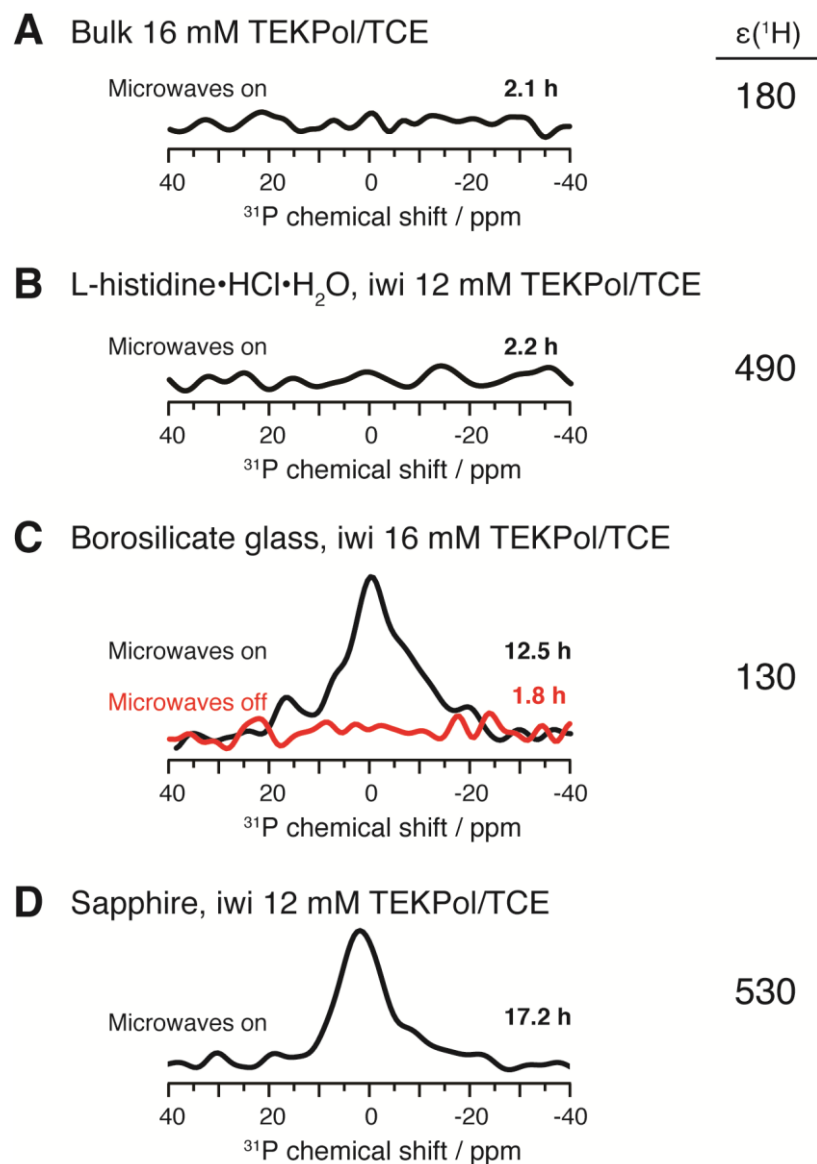 A Bulk 16 mM TEKPol/TCE
ε(¹H)
Microwaves on
2.1 h
180
40 20 0 -20 -40
³¹P chemical shift / ppm
B L-histidine•HCl•H₂O, iwi 12 mM TEKPol/TCE
Microwaves on
2.2 h
490
40 20 0 -20 -40
³¹P chemical shift / ppm
C Borosilicate glass, iwi 16 mM TEKPol/TCE
Microwaves on
12.5 h
Microwaves off
1.8 h
130
40 20 0 -20 -40
³¹P chemical shift / ppm
D Sapphire, iwi 12 mM TEKPol/TCE
Microwaves on
17.2 h
530
40 20 0 -20 -40
³¹P chemical shift / ppm